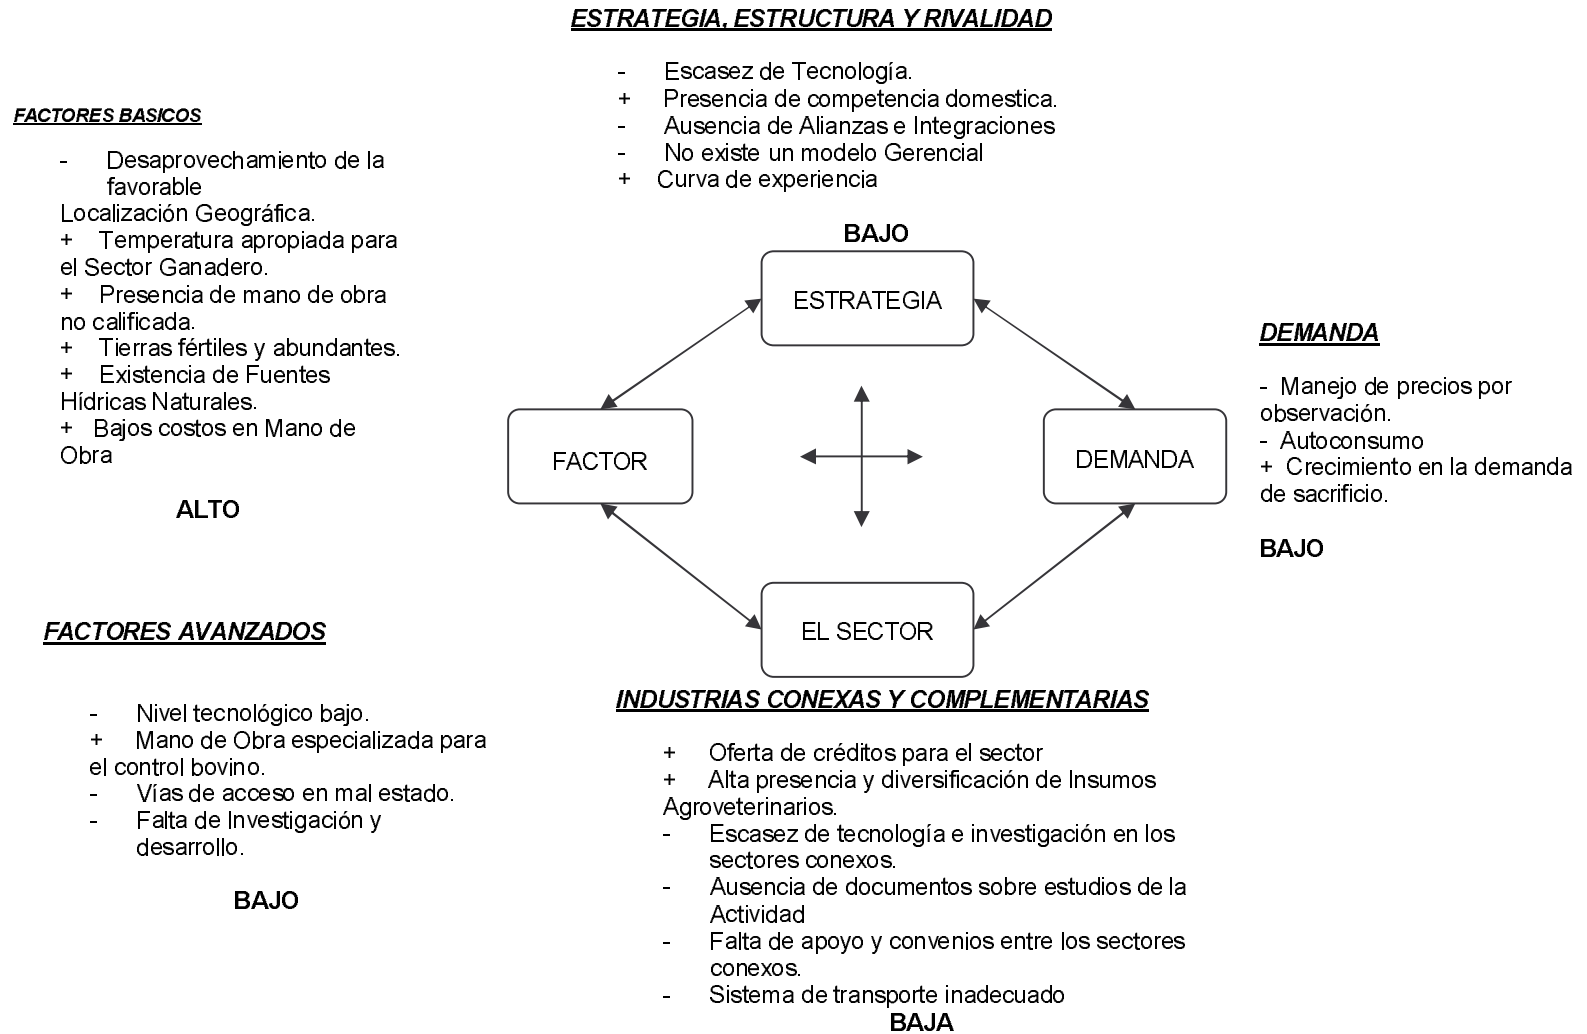 ESTRATEGIA, ESTRUCTURA Y RIVALIDAD
- Escasez de Tecnología.
+ Presencia de competencia domestica.
- Ausencia de Alianzas e Integraciones
- No existe un modelo Gerencial
+ Curva de experiencia
BAJO
FACTORES BASICOS
- Desaprovechamiento de la
favorable
Localización Geográfica.
+ Temperatura apropiada para
el Sector Ganadero.
+ Presencia de mano de obra
no calificada.
+ Tierras fértiles y abundantes.
+ Existencia de Fuentes
Hídricas Naturales.
+ Bajos costos en Mano de
Obra
ALTO
ESTRATEGIA
FACTOR
DEMANDA
EL SECTOR
DEMANDA
- Manejo de precios por
observación.
- Autoconsumo
+ Crecimiento en la demanda
de sacrificio.
BAJO
FACTORES AVANZADOS
- Nivel tecnológico bajo.
+ Mano de Obra especializada para
el control bovino.
- Vías de acceso en mal estado.
- Falta de Investigación y
desarrollo.
BAJO
INDUSTRIAS CONEXAS Y COMPLEMENTARIAS
+ Oferta de créditos para el sector
+ Alta presencia y diversificación de Insumos
Agroveterinarios.
- Escasez de tecnología e investigación en los
sectores conexos.
- Ausencia de documentos sobre estudios de la
Actividad
- Falta de apoyo y convenios entre los sectores
conexos.
- Sistema de transporte inadecuado
BAJA